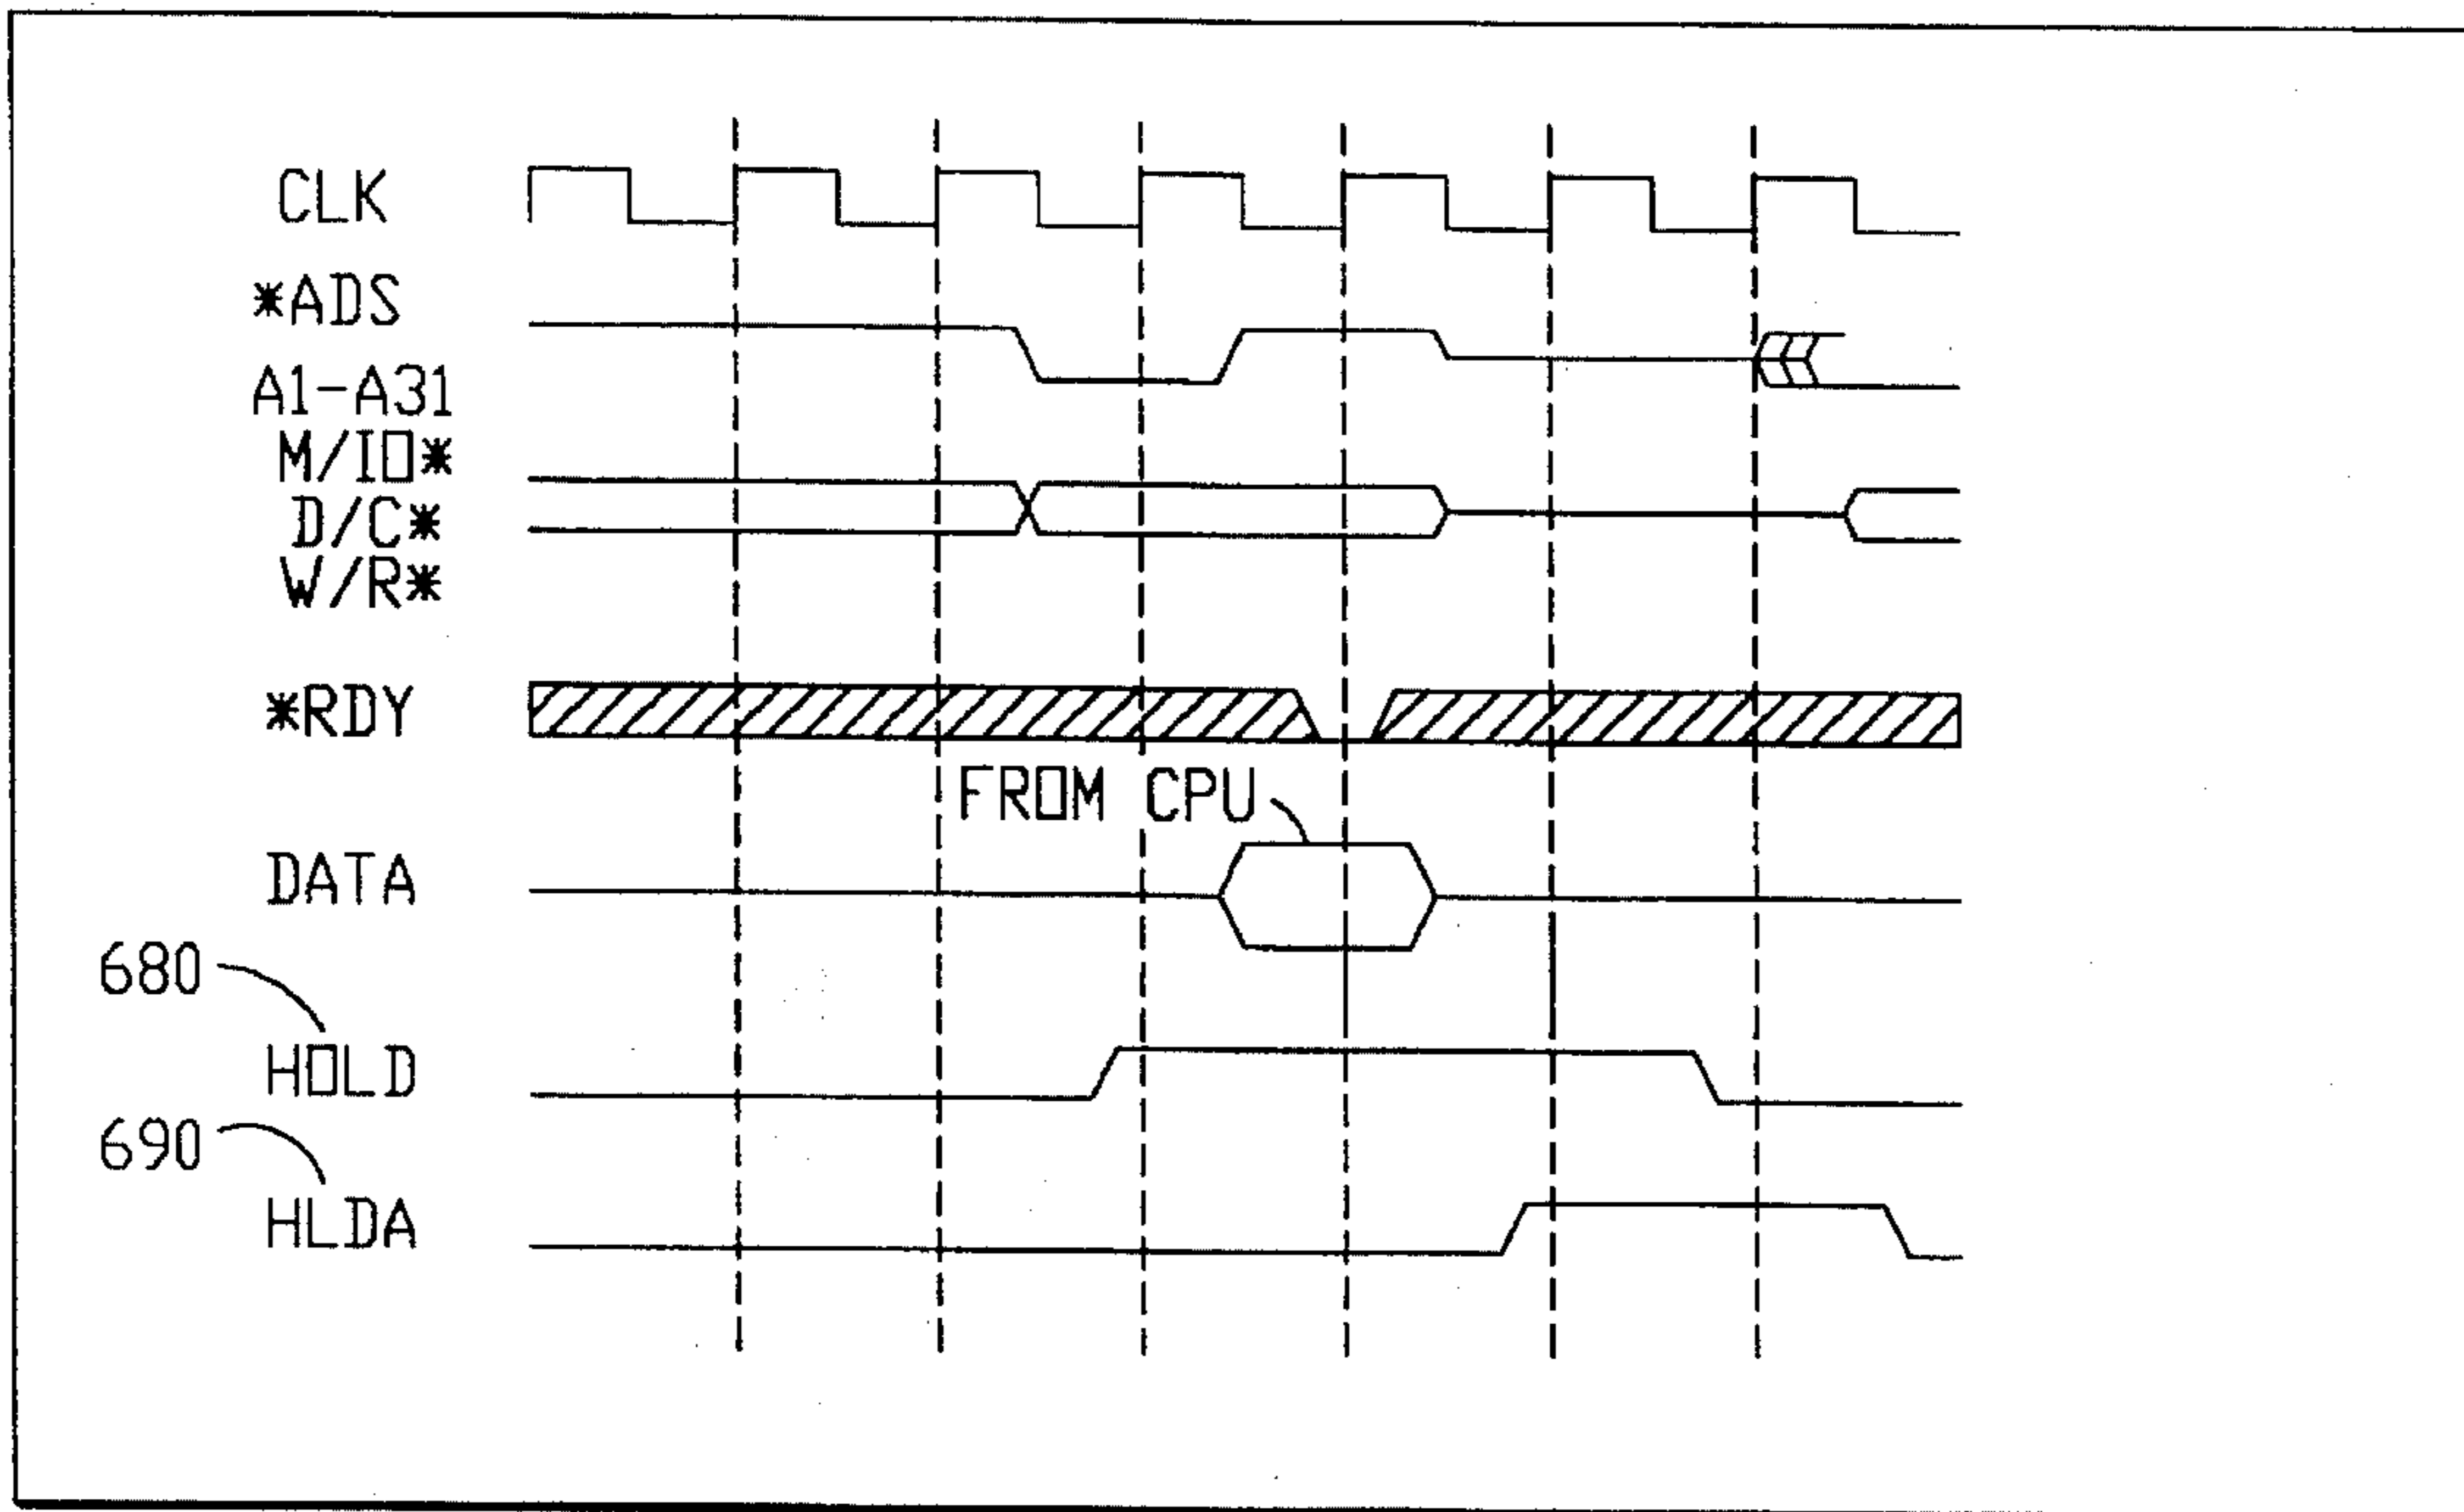 CLK
*ADS
A1-A31
M/IO*
D/C*
W/R*
*RDY
FROM CPU
DATA
680
HOLD
690
HLDA